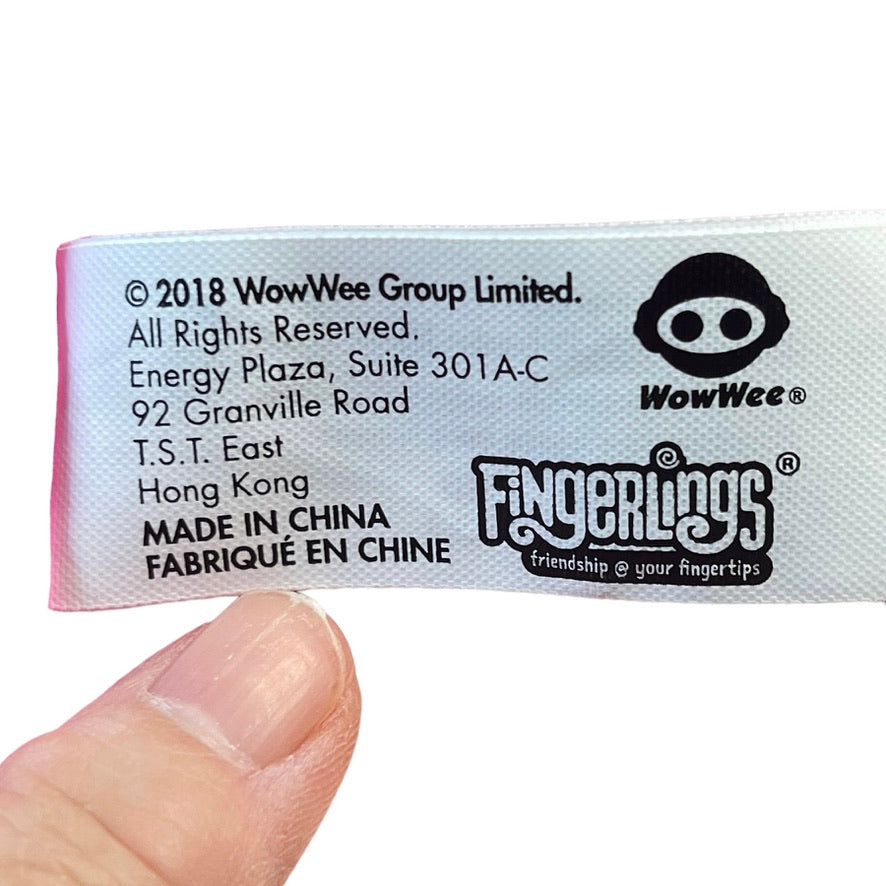 © 2018 WowWee Group Limited.
All Rights Reserved.
Energy Plaza, Suite 301A-C
92 Granville Road
T.S.T. East
Hong Kong
MADE IN CHINA
FABRIQUÉ EN CHINE
WowWee®
FiNgeRLiNgs®
friendship @ your fingertips